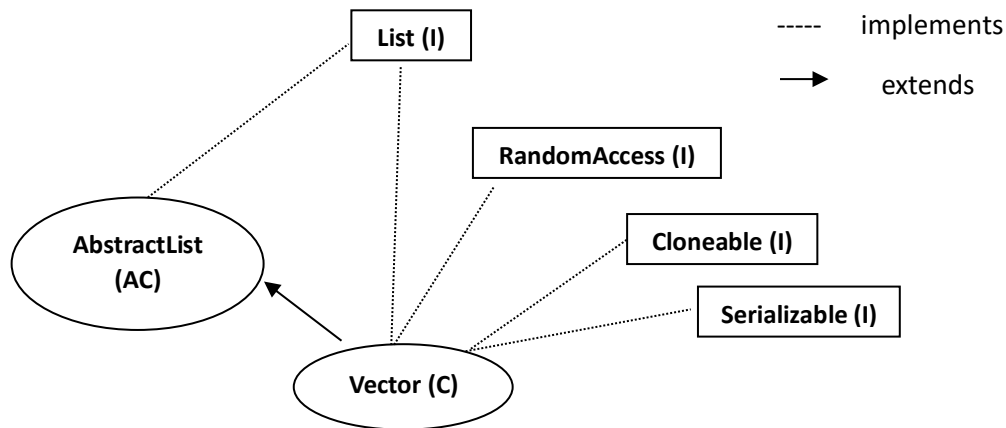 List (I)
----- implements
extends
RandomAccess (I)
AbstractList
(AC)
Cloneable (I)
Serializable (I)
Vector (C)